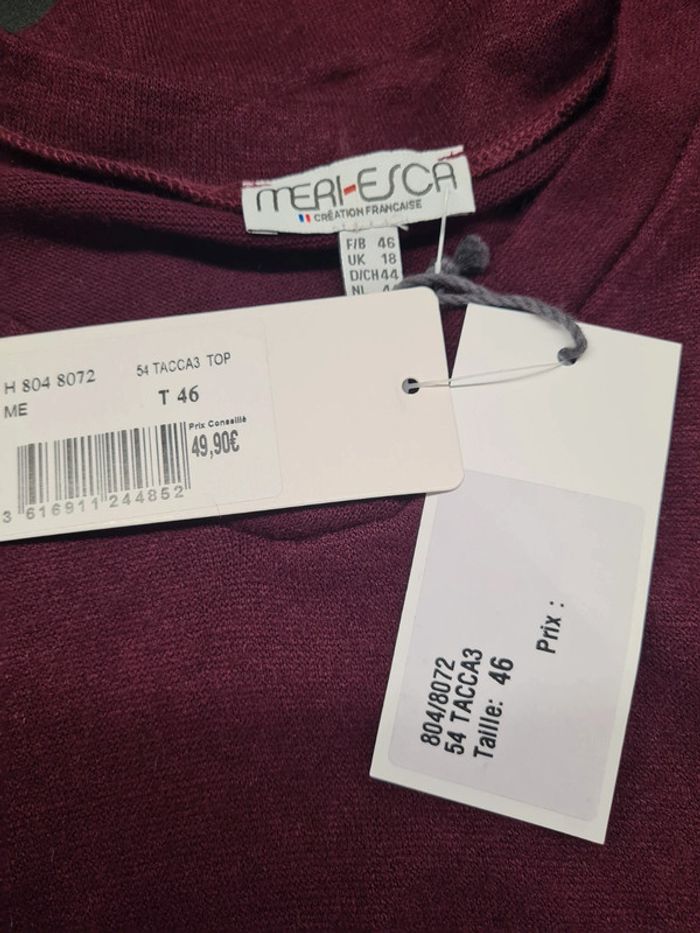 MERI-ESCA
CRÉATION FRANCAISE
F/B 46
UK 18
D/CH 44
NL
H 804 8072
54 TACCA3 TOP
ME
T 46
Prix Conseillé
49,90€
3 616911 244852
804/8072
54 TACCA3
Taille: 46
Prix :